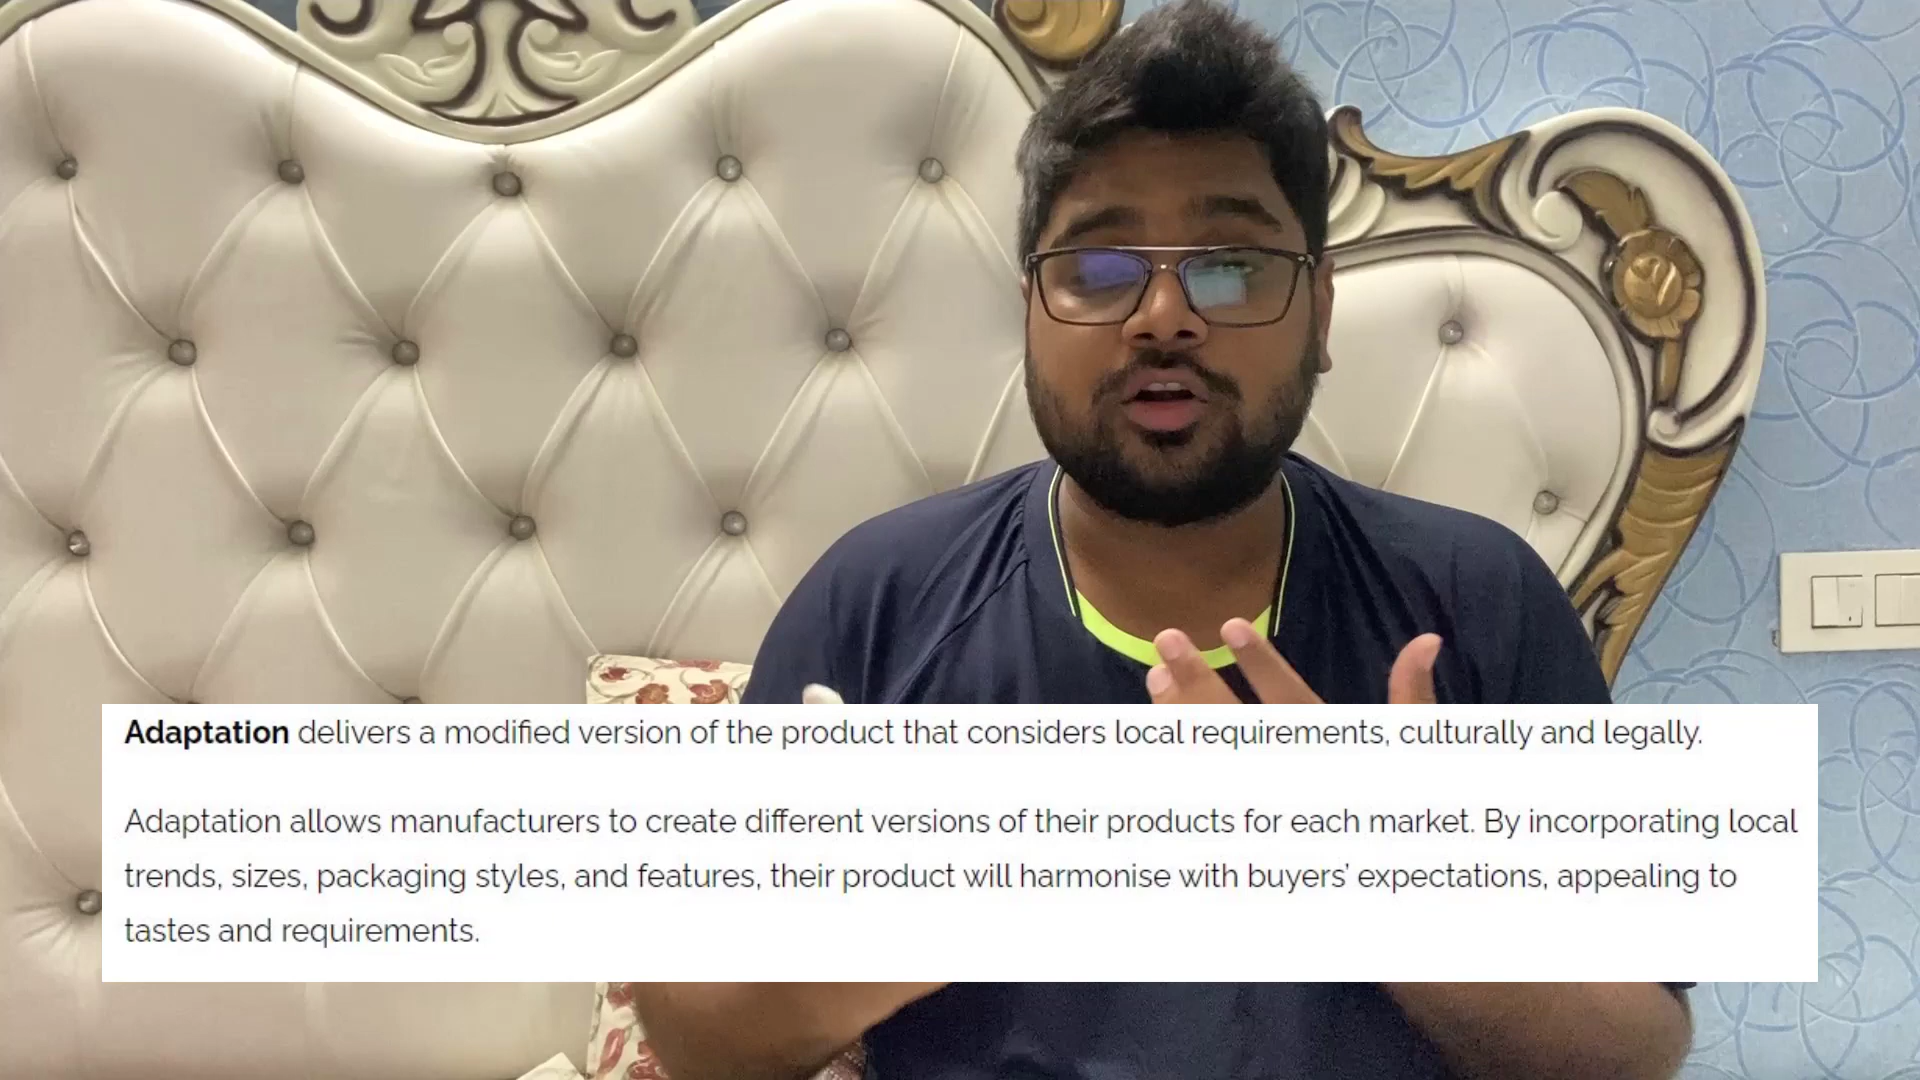 Adaptation delivers a modified version of the product that considers local requirements, culturally and legally.
Adaptation allows manufacturers to create different versions of their products for each market. By incorporating local
trends, sizes, packaging styles, and features, their product will harmonise with buyers’ expectations, appealing to
tastes and requirements.